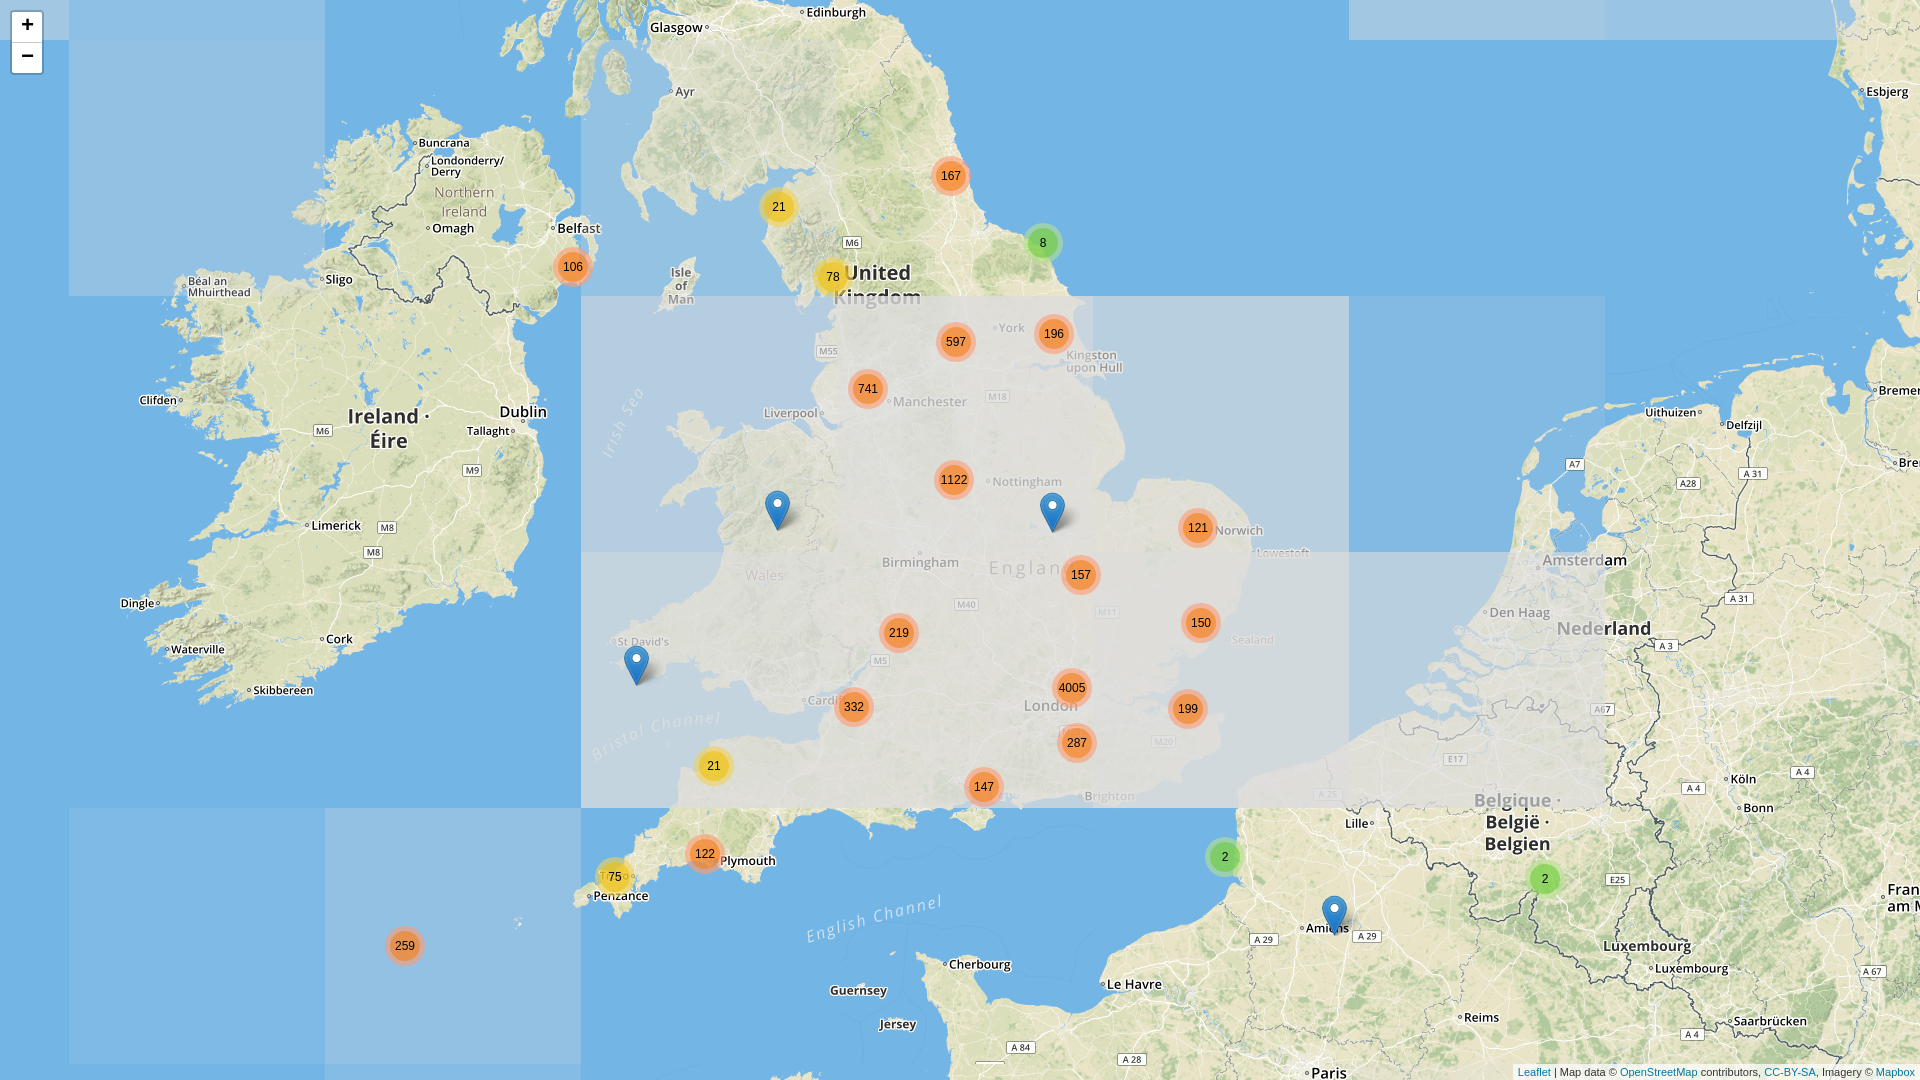 +
−
Edinburgh
Glasgow
Ayr
Esbjerg
Buncrana
Londonderry/
Derry
Northern
Ireland
Omagh
Belfast
167
21
M6
8
106
78
United
Kingdom
Isle
of
Man
Sligo
Béal an
Mhuirthead
597
York
196
M55
Kingston
upon Hull
741
Manchester
M18
Liverpool
Irish Sea
Clifden
Ireland ·
Éire
Dublin
Tallaght
M6
M9
Uithuizen
Delfzijl
A7
A 31
A28
1122
Nottingham
Limerick
M8
M8
121
Norwich
Lowestoft
Birmingham
Wales
157
Amsterdam
Dingle
M40
M11
A 31
Den Haag
Nederland
A 3
219
150
Sealand
Cork
Waterville
St David's
M5
Skibbereen
4005
London
332
199
A67
Bristol Channel
287
M20
E17
21
147
Brighton
A 25
Köln
A 4
A 4
Bonn
Belgique ·
België ·
Belgien
Lille
122
Plymouth
2
75
Penzance
2
E25
English Channel
259
Amiens
A 29
A 29
Luxembourg
Luxembourg
A 67
Cherbourg
Le Havre
Guernsey
Jersey
Reims
Saarbrücken
A 4
A 84
A 28
Paris
Leaflet | Map data © OpenStreetMap contributors, CC-BY-SA, Imagery © Mapbox